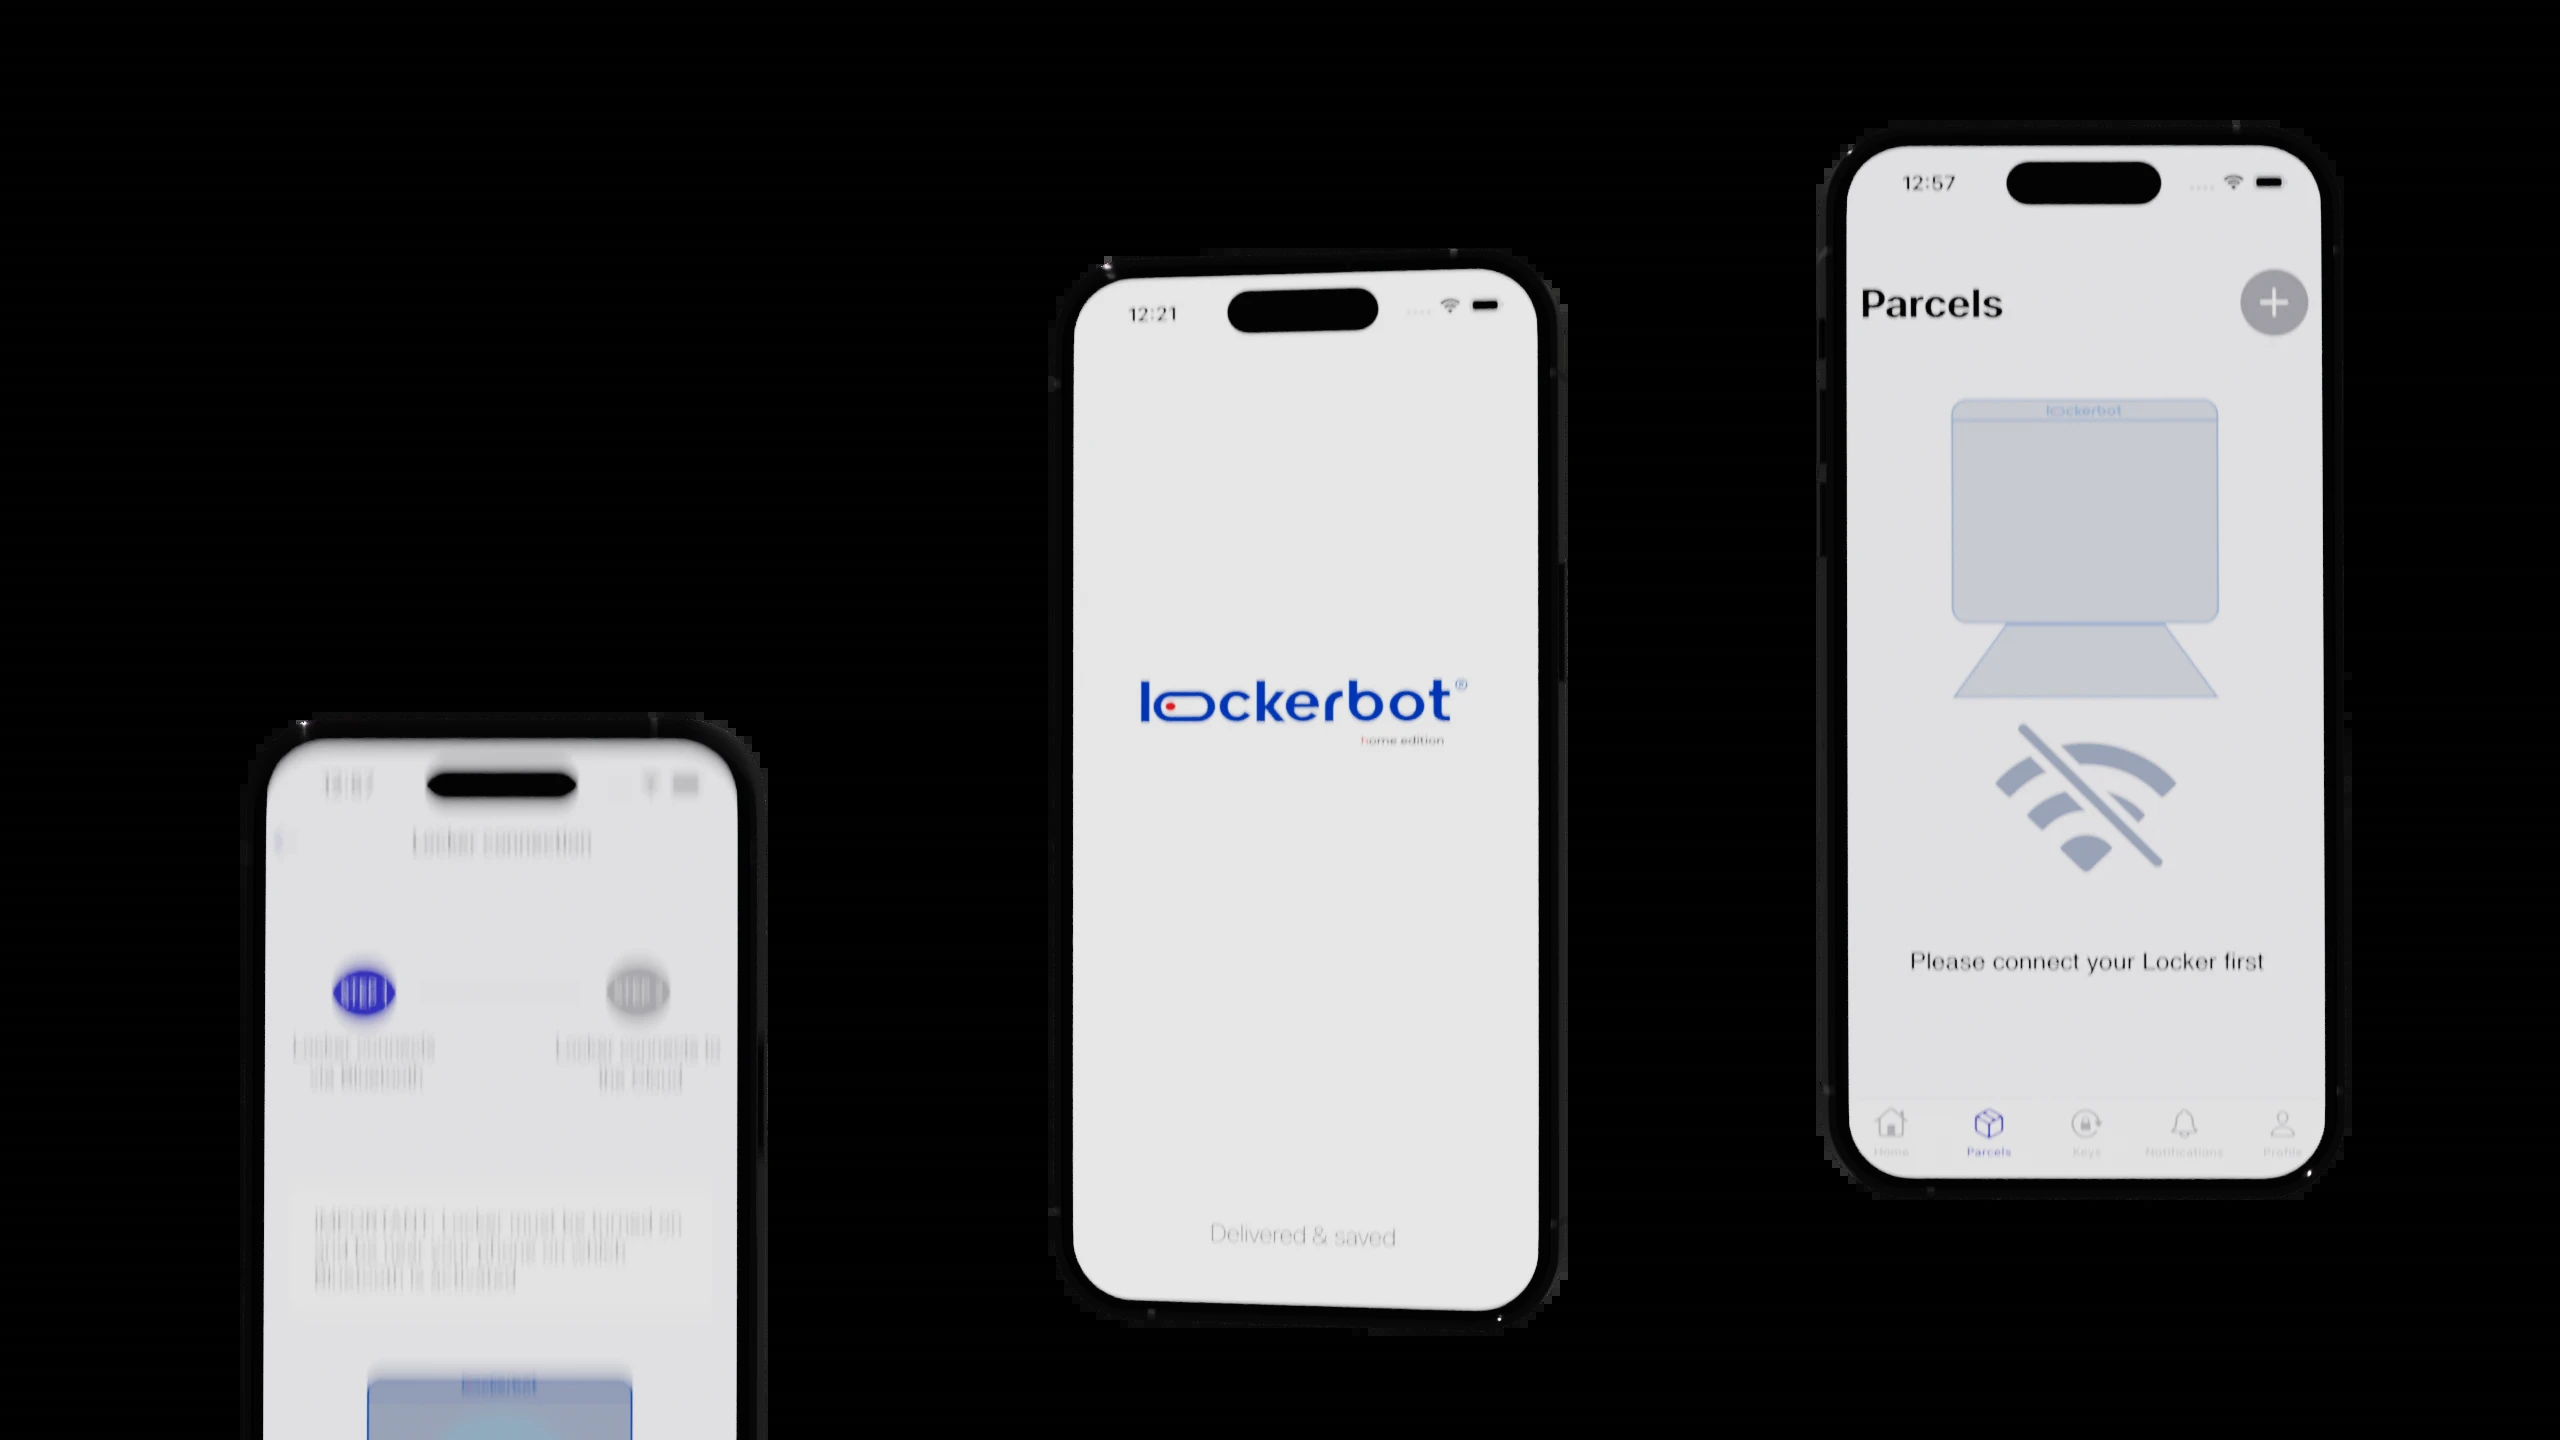 Locker connection
Locker connects
via Bluetooth
Locker connects to
the cloud
IMPORTANT: Locker must be turned on
and be near your phone on which
Bluetooth is activated
lockerbot
12:21
lockerbot®
home edition
Delivered & saved
12:57
Parcels
lockerbot
Please connect your Locker first
Home
Parcels
Keys
Notifications
Profile